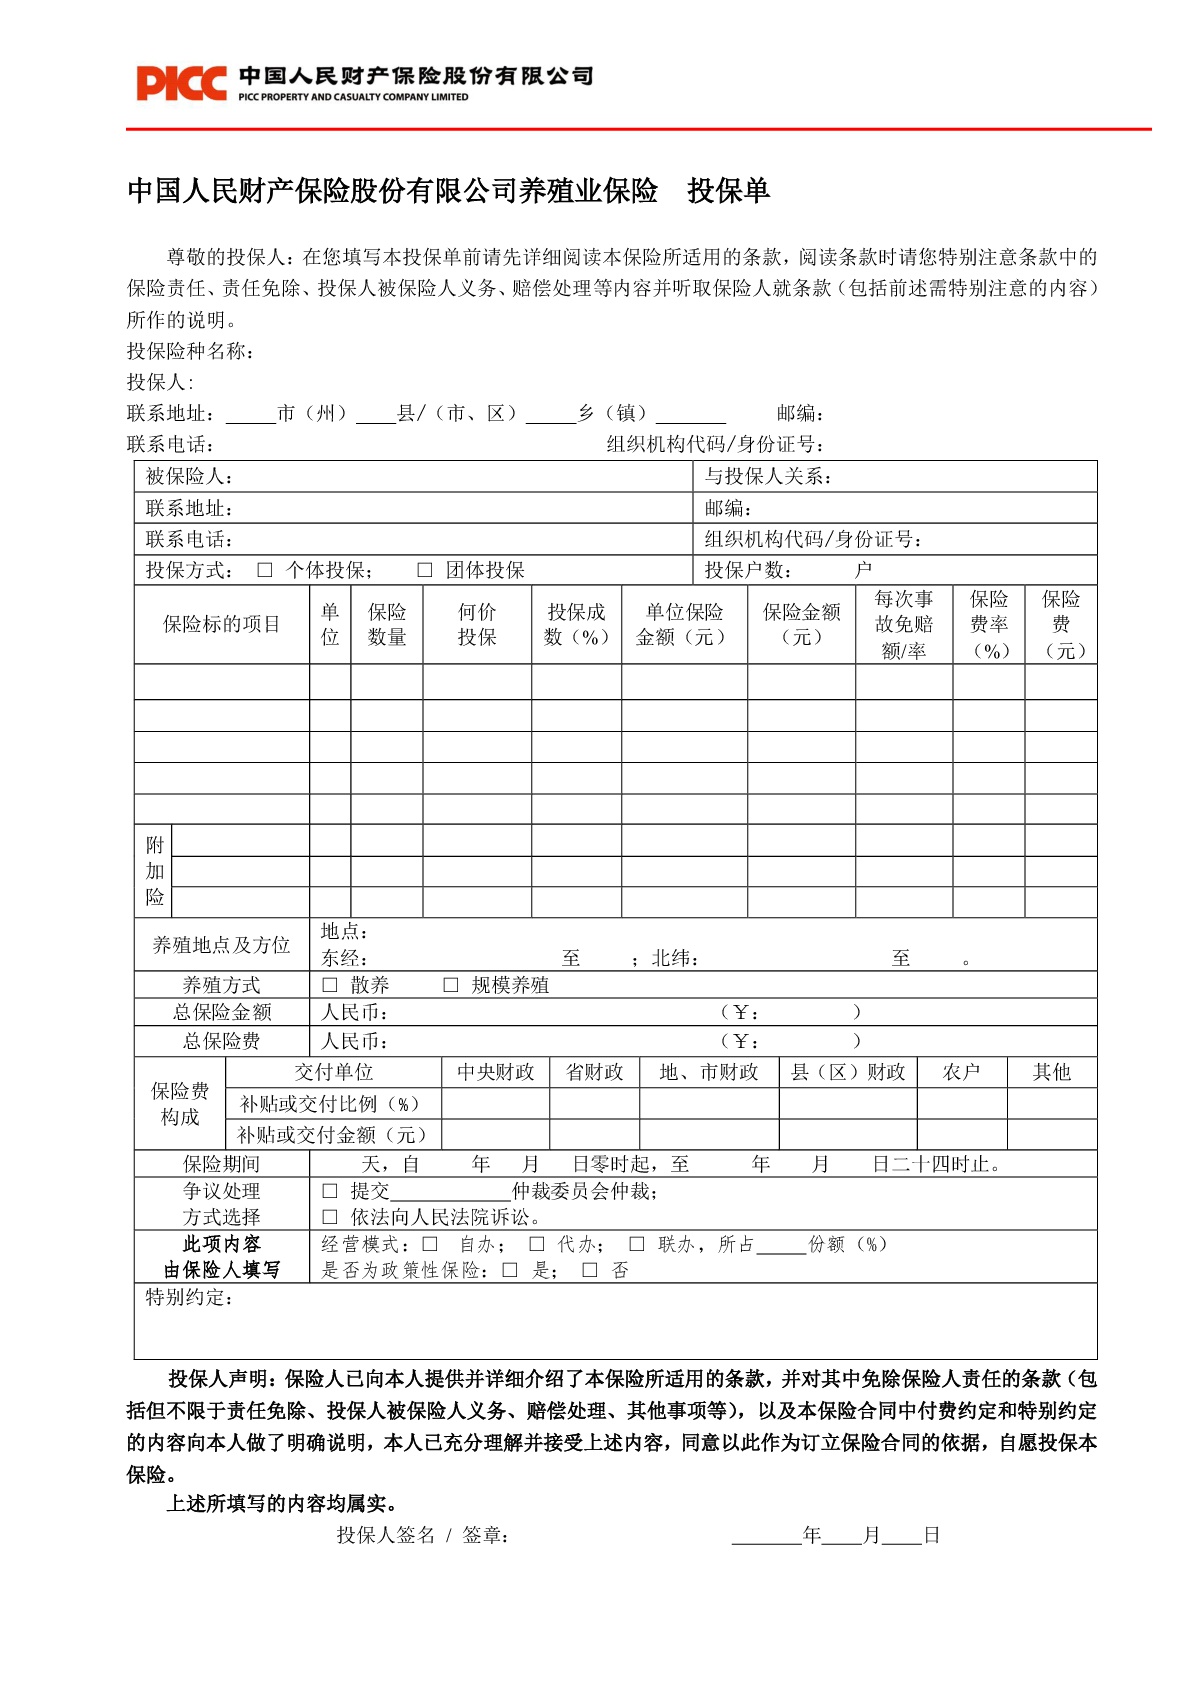 PICC 中国人民财产保险股份有限公司
PICC PROPERTY AND CASUALTY COMPANY LIMITED
中国人民财产保险股份有限公司养殖业保险 投保单
尊敬的投保人：在您填写本投保单前请先详细阅读本保险所适用的条款，阅读条款时请您特别注意条款中的
保险责任、责任免除、投保人被保险人义务、赔偿处理等内容并听取保险人就条款（包括前述需特别注意的内容）
所作的说明。
投保险种名称：
投保人：
联系地址：_____市（州）____县/（市、区）_____乡（镇）_______ 邮编：
联系电话： 组织机构代码/身份证号：
被保险人： 与投保人关系：
联系地址： 邮编：
联系电话： 组织机构代码/身份证号：
投保方式： □ 个体投保； □ 团体投保 投保户数： 户
保险标的项目 单位 保险数量 何价投保 投保成数（%） 单位保险金额（元） 保险金额（元） 每次事故免赔额/率 保险费率（%） 保险费（元）
附加险
养殖地点及方位 地点：
东经： 至 ；北纬： 至 。
养殖方式 □ 散养 □ 规模养殖
总保险金额 人民币： （￥： ）
总保险费 人民币： （￥： ）
保险费构成 交付单位 中央财政 省财政 地、市财政 县（区）财政 农户 其他
补贴或交付比例（%）
补贴或交付金额（元）
保险期间 天，自 年 月 日零时起，至 年 月 日二十四时止。
争议处理 □ 提交____________仲裁委员会仲裁；
方式选择 □ 依法向人民法院诉讼。
此项内容 经营模式：□ 自办； □ 代办； □ 联办，所占_____份额（%）
由保险人填写 是否为政策性保险：□ 是； □ 否
特别约定：
投保人声明：保险人已向本人提供并详细介绍了本保险所适用的条款，并对其中免除保险人责任的条款（包
括但不限于责任免除、投保人被保险人义务、赔偿处理、其他事项等），以及本保险合同中付费约定和特别约定
的内容向本人做了明确说明，本人已充分理解并接受上述内容，同意以此作为订立保险合同的依据，自愿投保本
保险。
上述所填写的内容均属实。
投保人签名 / 签章： _______年____月____日